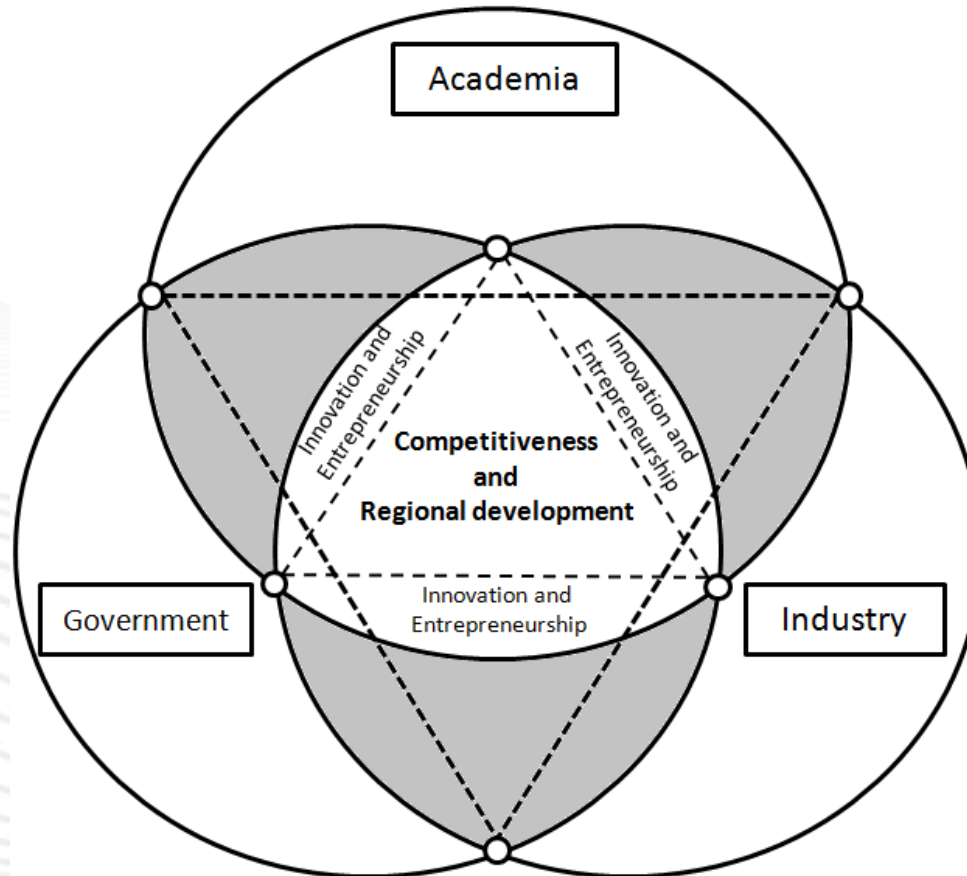 Academia
Innovation and
Entrepreneurship
Innovation and
Entrepreneurship
Competitiveness
and
Regional development
Government
Innovation and
Entrepreneurship
Industry